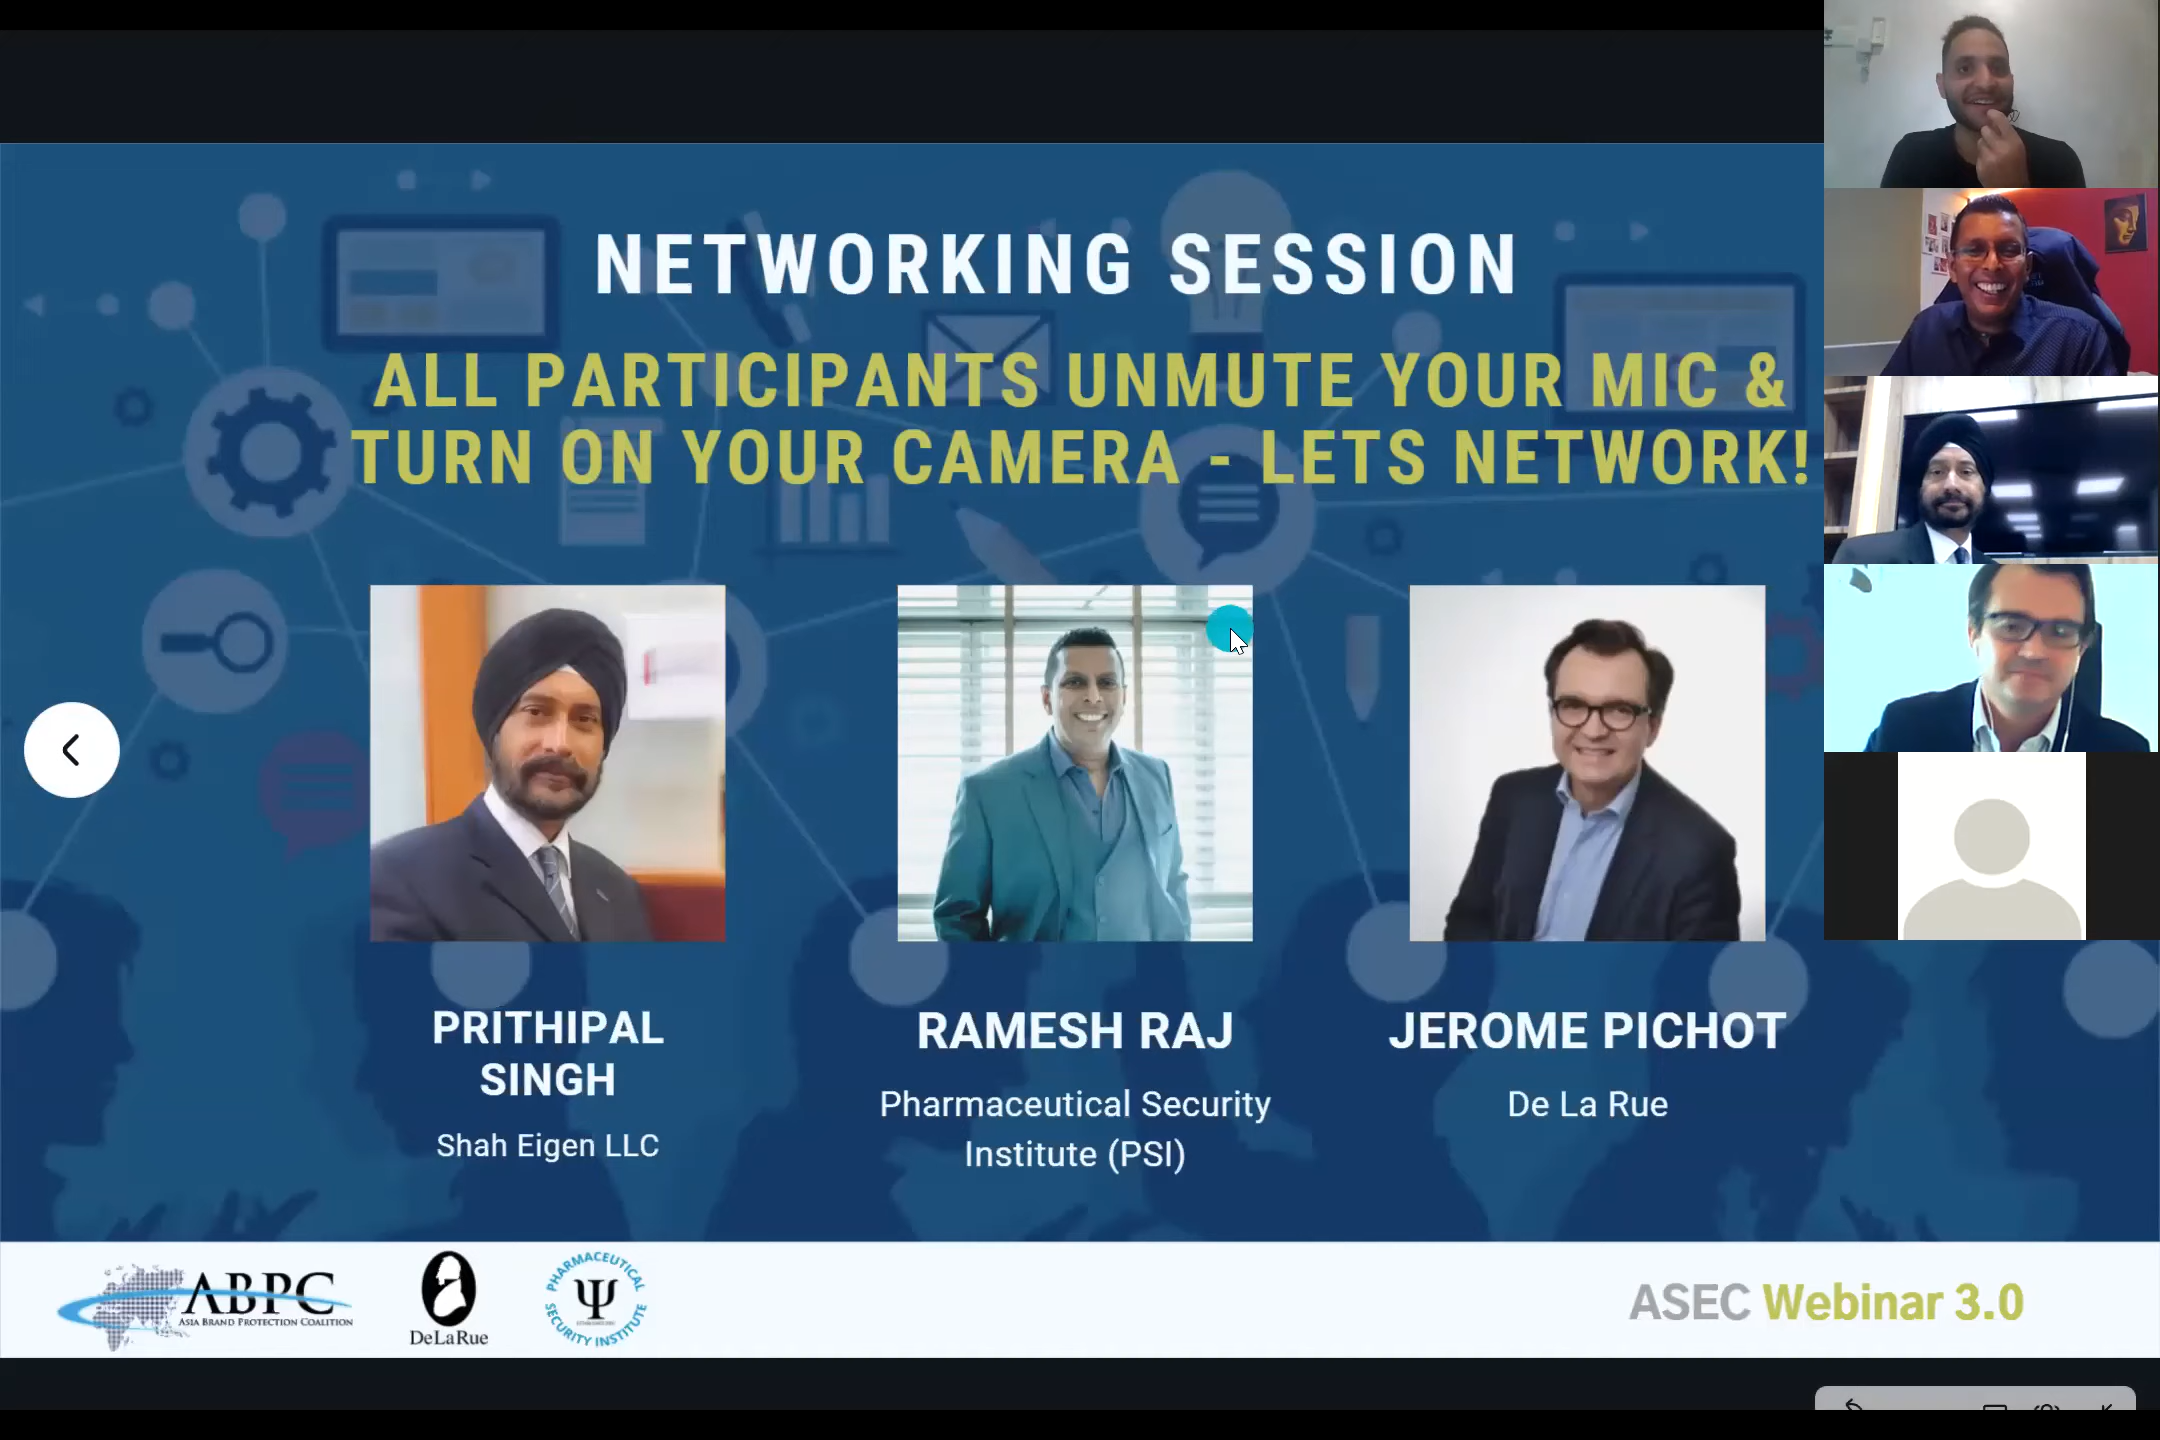 NETWORKING SESSION
ALL PARTICIPANTS UNMUTE YOUR MIC &
TURN ON YOUR CAMERA - LETS NETWORK!
PRITHIPAL
SINGH
Shah Eigen LLC
RAMESH RAJ
Pharmaceutical Security
Institute (PSI)
JEROME PICHOT
De La Rue
ABPC
ASIA BRAND PROTECTION COALITION
DeLaRue
PHARMACEUTICAL
SECURITY INSTITUTE
ASEC Webinar 3.0